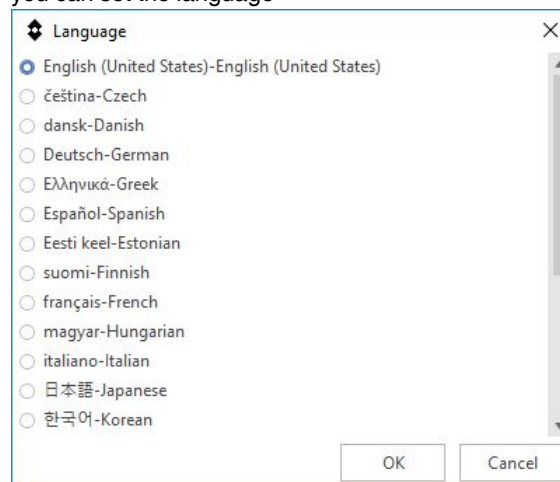 you can set the language
Language
English (United States)-English (United States)
čeština-Czech
dansk-Danish
Deutsch-German
Ελληνικά-Greek
Español-Spanish
Eesti keel-Estonian
suomi-Finnish
français-French
magyar-Hungarian
italiano-Italian
日本語-Japanese
한국어-Korean
OK Cancel